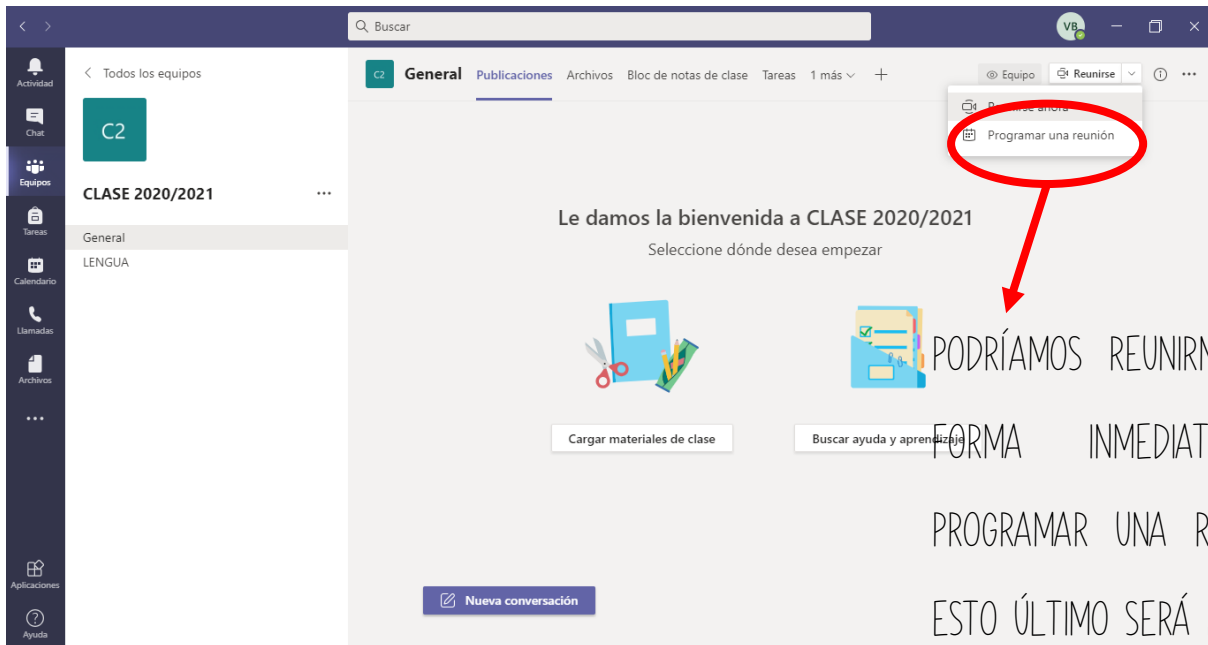 Buscar
VB
Actividad
Chat
Equipos
Tareas
Calendario
Llamadas
Archivos
Aplicaciones
Ayuda
Todos los equipos
C2
CLASE 2020/2021
General
LENGUA
C2 General Publicaciones Archivos Bloc de notas de clase Tareas 1 más
Equipo Reunirse
Reunirse ahora
Programar una reunión
Le damos la bienvenida a CLASE 2020/2021
Seleccione dónde desea empezar
Cargar materiales de clase
Buscar ayuda y aprendizaje
Nueva conversación
PODRÍAMOS
FORMA
PROGRAMAR UNA
ESTO ÚLTIMO SERÁ